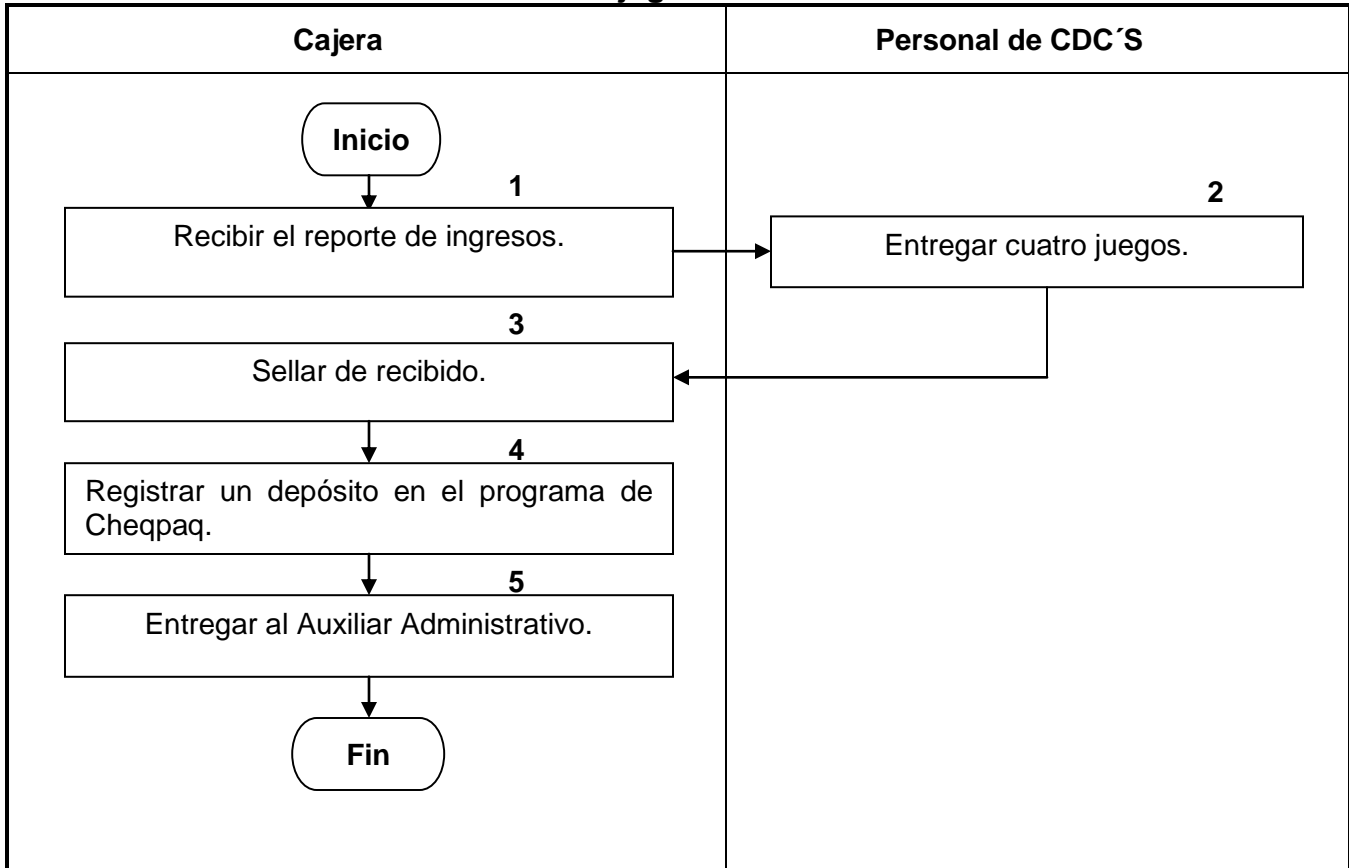 Cajera
Personal de CDC´S
Inicio
1
Recibir el reporte de ingresos.
2
Entregar cuatro juegos.
3
Sellar de recibido.
4
Registrar un depósito en el programa de
Cheqpaq.
5
Entregar al Auxiliar Administrativo.
Fin